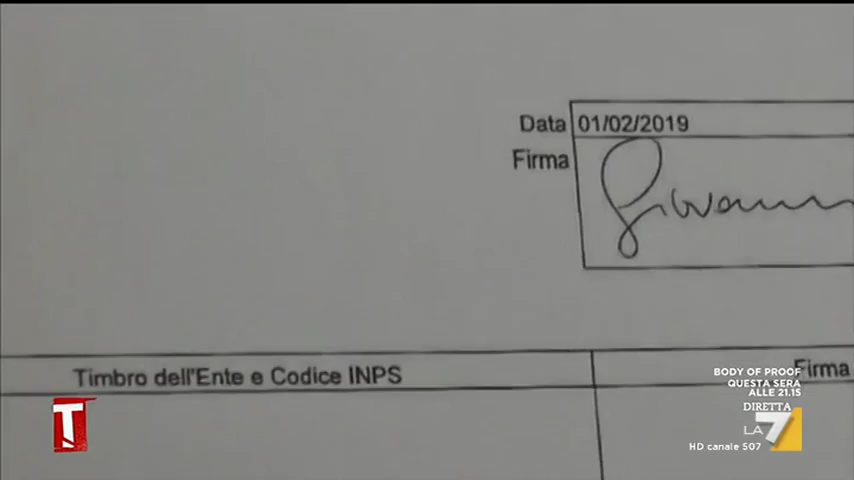 Data 01/02/2019
Firma
Timbro dell'Ente e Codice INPS
Firma
BODY OF PROOF
QUESTA SERA
ALLE 21.15
DIRETTA
LA 7
HD canale 507
T